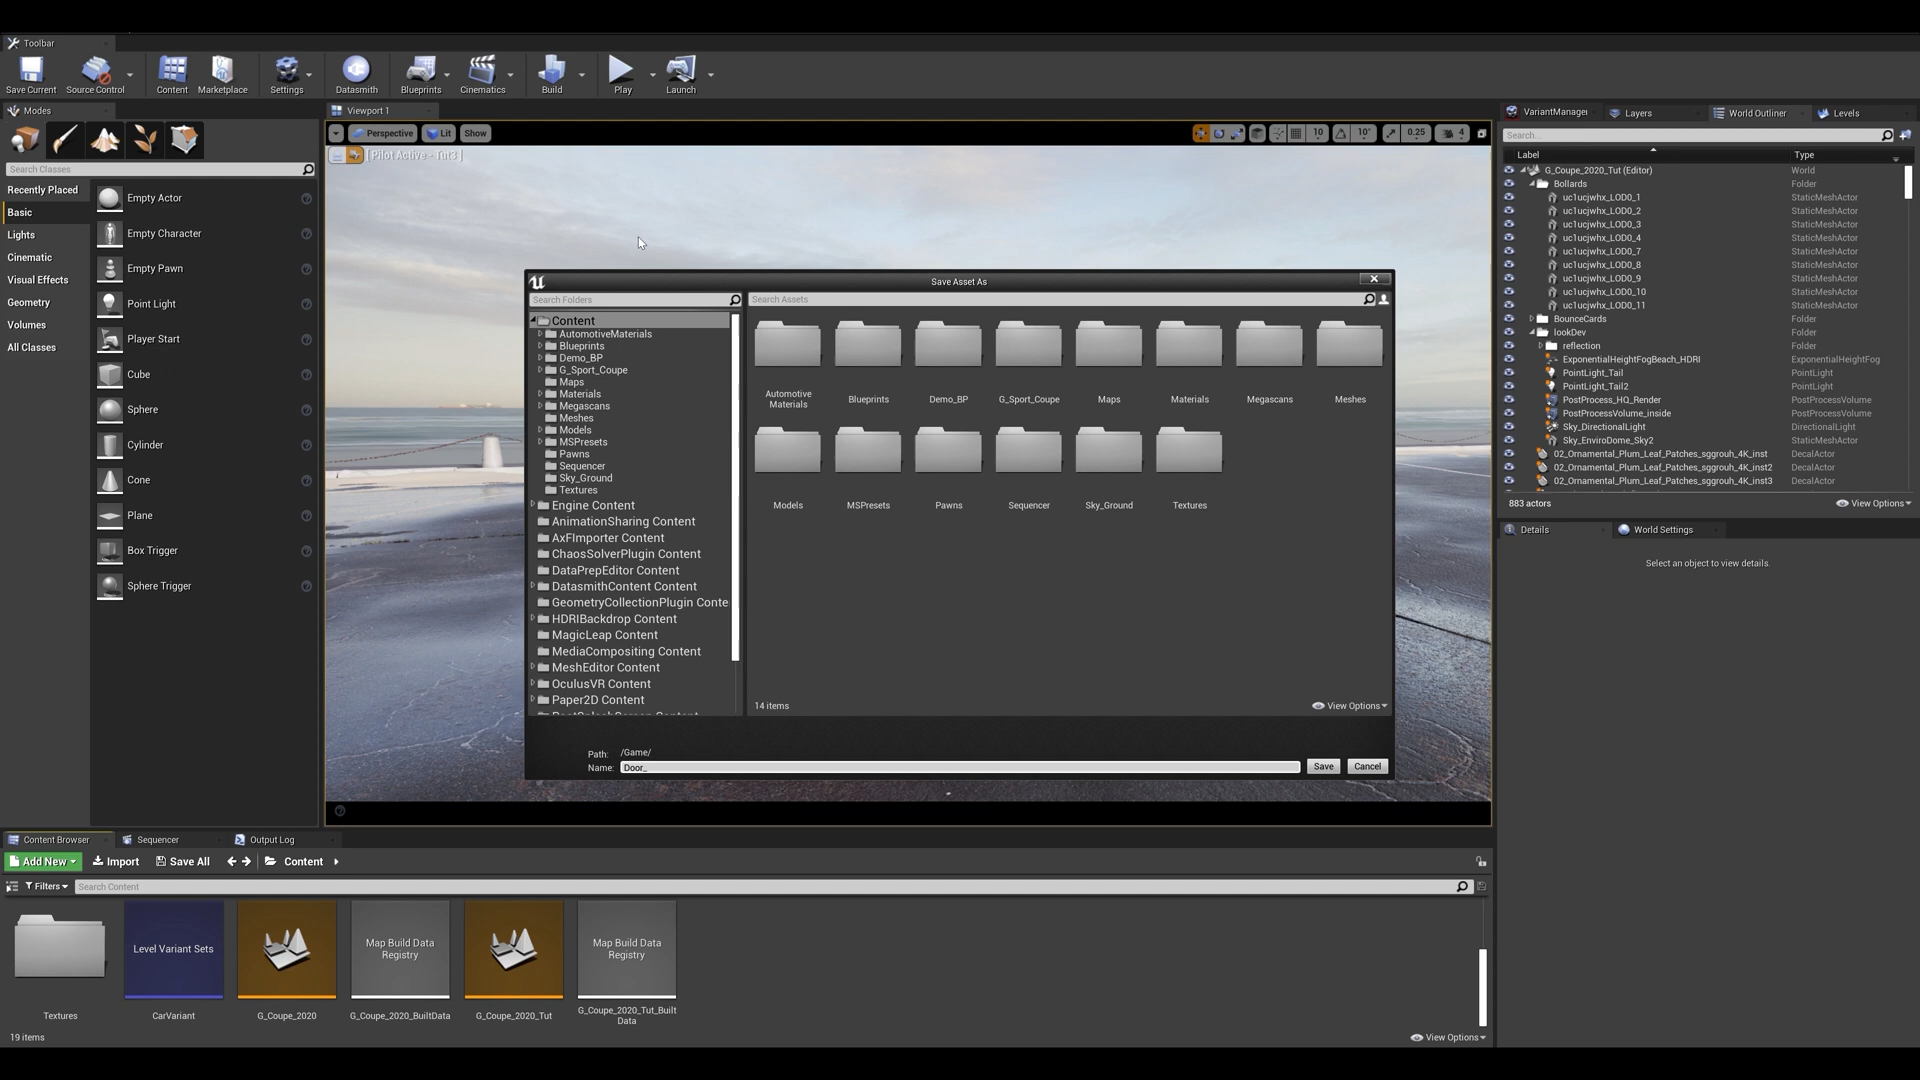 Toolbar
Save Current
Source Control
Content
Marketplace
Settings
Datasmith
Blueprints
Cinematics
Build
Play
Launch
Modes
Viewport 1
Search Classes
Recently Placed
Basic
Lights
Cinematic
Visual Effects
Geometry
Volumes
All Classes
Empty Actor
Empty Character
Empty Pawn
Point Light
Player Start
Cube
Sphere
Cylinder
Cone
Plane
Box Trigger
Sphere Trigger
Perspective
Lit
Show
10
10°
0.25
4
[ Pilot Active - Tut3 ]
Save Asset As
Search Folders
Search Assets
Content
AutomotiveMaterials
Blueprints
Demo_BP
G_Sport_Coupe
Maps
Materials
Megascans
Meshes
Models
MSPresets
Pawns
Sequencer
Sky_Ground
Textures
Engine Content
AnimationSharing Content
AxFImporter Content
ChaosSolverPlugin Content
DataPrepEditor Content
DatasmithContent Content
GeometryCollectionPlugin Conte
HDRIBackdrop Content
MagicLeap Content
MediaCompositing Content
MeshEditor Content
OculusVR Content
Paper2D Content
Automotive
Materials
Blueprints
Demo_BP
G_Sport_Coupe
Maps
Materials
Megascans
Meshes
Models
MSPresets
Pawns
Sequencer
Sky_Ground
Textures
14 items
View Options
Path: /Game/
Name: Door_
Save
Cancel
VariantManager
Layers
World Outliner
Levels
Search...
Label
Type
G_Coupe_2020_Tut (Editor) World
Bollards Folder
uc1ucjwhx_LOD0_1 StaticMeshActor
uc1ucjwhx_LOD0_2 StaticMeshActor
uc1ucjwhx_LOD0_3 StaticMeshActor
uc1ucjwhx_LOD0_4 StaticMeshActor
uc1ucjwhx_LOD0_7 StaticMeshActor
uc1ucjwhx_LOD0_8 StaticMeshActor
uc1ucjwhx_LOD0_9 StaticMeshActor
uc1ucjwhx_LOD0_10 StaticMeshActor
uc1ucjwhx_LOD0_11 StaticMeshActor
BounceCards Folder
lookDev Folder
reflection Folder
ExponentialHeightFogBeach_HDRI ExponentialHeightFog
PointLight_Tail PointLight
PointLight_Tail2 PointLight
PostProcess_HQ_Render PostProcessVolume
PostProcessVolume_inside PostProcessVolume
Sky_DirectionalLight DirectionalLight
Sky_EnviroDome_Sky2 StaticMeshActor
02_Ornamental_Plum_Leaf_Patches_sggrouh_4K_inst DecalActor
02_Ornamental_Plum_Leaf_Patches_sggrouh_4K_inst2 DecalActor
02_Ornamental_Plum_Leaf_Patches_sggrouh_4K_inst3 DecalActor
883 actors
View Options
Details
World Settings
Select an object to view details.
Content Browser
Sequencer
Output Log
Add New
Import
Save All
Content
Filters
Search Content
Textures
Level Variant Sets
CarVariant
G_Coupe_2020
Map Build Data
Registry
G_Coupe_2020_BuiltData
G_Coupe_2020_Tut
Map Build Data
Registry
G_Coupe_2020_Tut_Built
Data
19 items
View Options